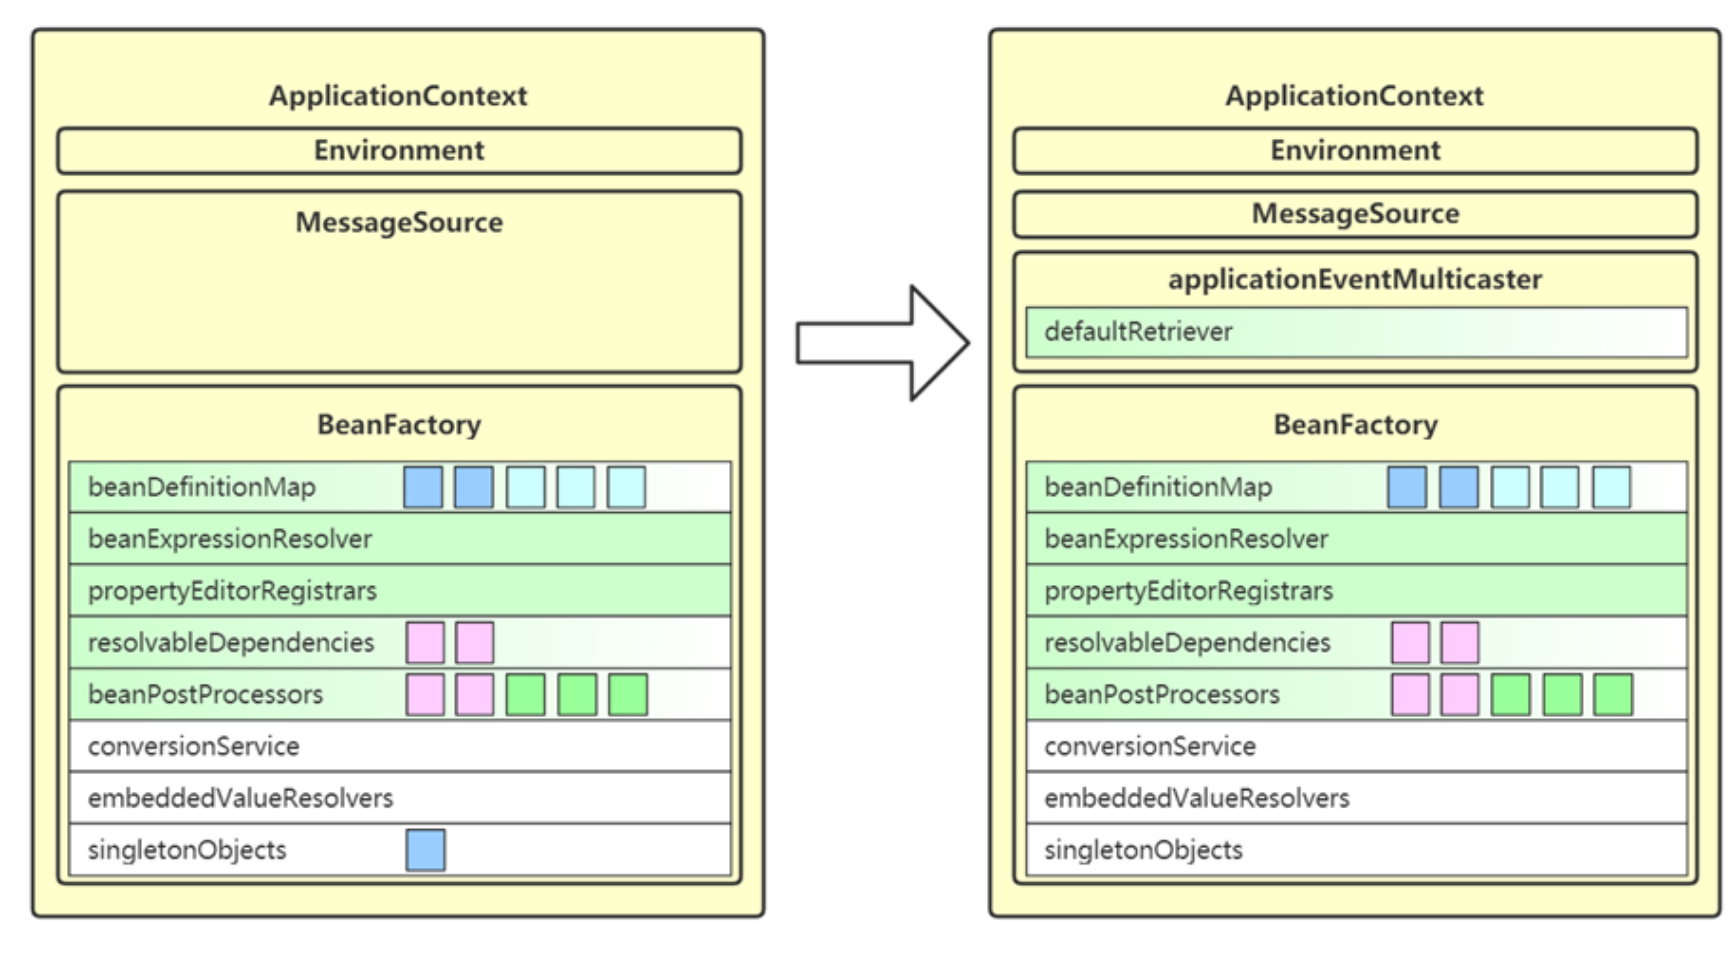 ApplicationContext
Environment
MessageSource
BeanFactory
beanDefinitionMap
beanExpressionResolver
propertyEditorRegistrars
resolvableDependencies
beanPostProcessors
conversionService
embeddedValueResolvers
singletonObjects
ApplicationContext
Environment
MessageSource
applicationEventMulticaster
defaultRetriever
BeanFactory
beanDefinitionMap
beanExpressionResolver
propertyEditorRegistrars
resolvableDependencies
beanPostProcessors
conversionService
embeddedValueResolvers
singletonObjects